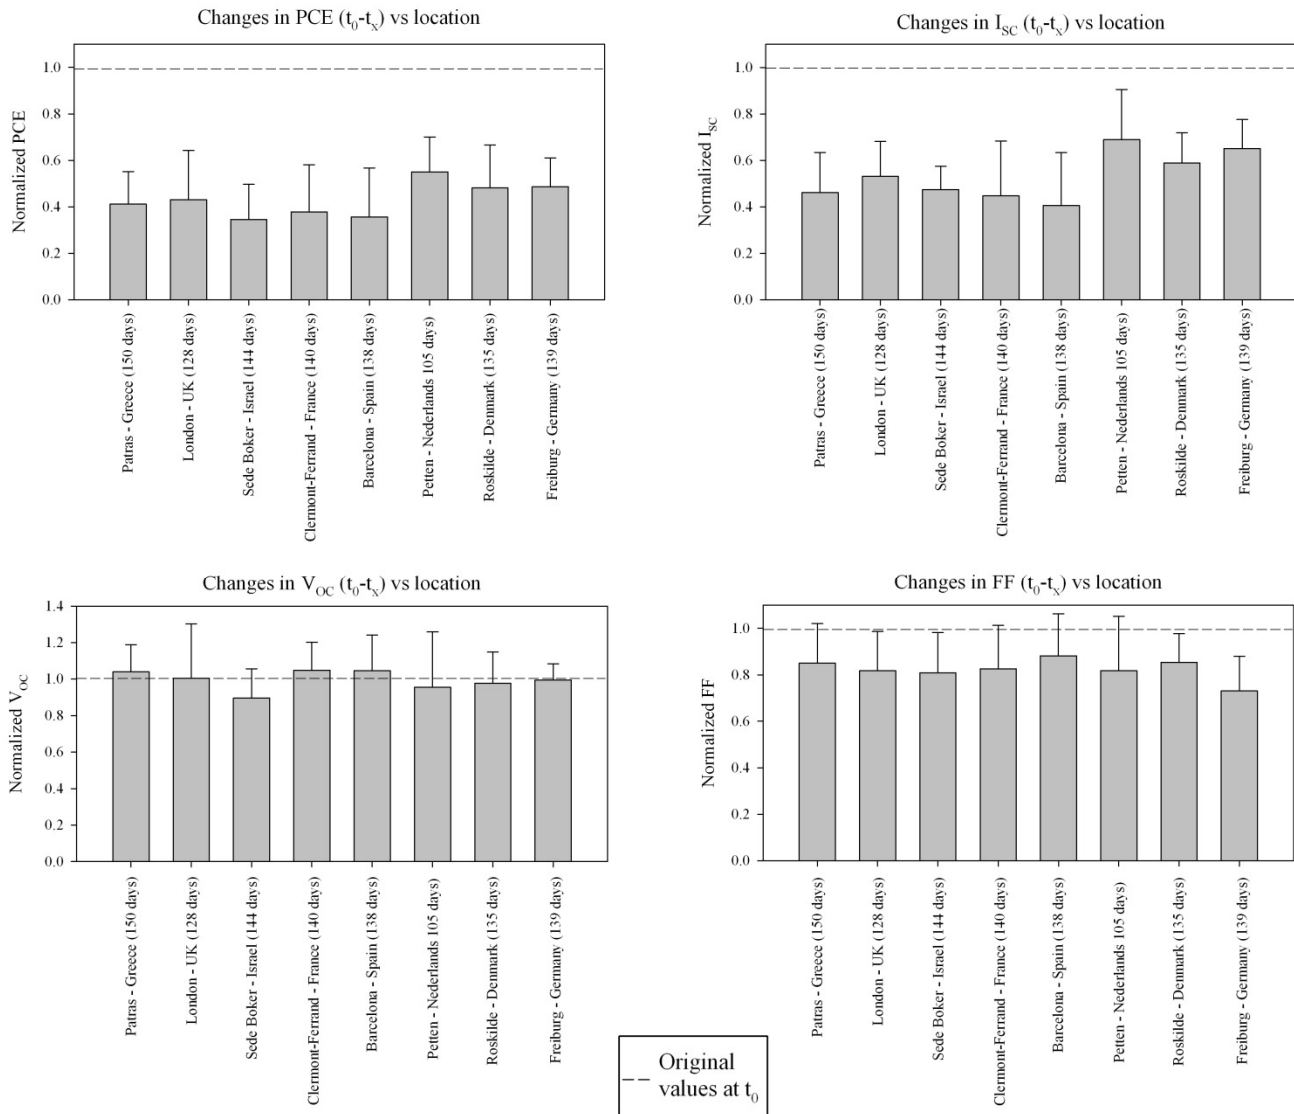 Changes in PCE (t0-tx) vs location
Normalized PCE
1.0
0.8
0.6
0.4
0.2
0.0
Patras - Greece (150 days)
London - UK (128 days)
Sede Boker - Israel (144 days)
Clermont-Ferrand - France (140 days)
Barcelona - Spain (138 days)
Petten - Nederlands 105 days)
Roskilde - Denmark (135 days)
Freiburg - Germany (139 days)
Changes in ISC (t0-tx) vs location
Normalized ISC
1.0
0.8
0.6
0.4
0.2
0.0
Patras - Greece (150 days)
London - UK (128 days)
Sede Boker - Israel (144 days)
Clermont-Ferrand - France (140 days)
Barcelona - Spain (138 days)
Petten - Nederlands 105 days)
Roskilde - Denmark (135 days)
Freiburg - Germany (139 days)
Changes in VOC (t0-tx) vs location
Normalized VOC
1.4
1.2
1.0
0.8
0.6
0.4
0.2
0.0
Patras - Greece (150 days)
London - UK (128 days)
Sede Boker - Israel (144 days)
Clermont-Ferrand - France (140 days)
Barcelona - Spain (138 days)
Petten - Nederlands 105 days)
Roskilde - Denmark (135 days)
Freiburg - Germany (139 days)
Changes in FF (t0-tx) vs location
Normalized FF
1.0
0.8
0.6
0.4
0.2
0.0
Patras - Greece (150 days)
London - UK (128 days)
Sede Boker - Israel (144 days)
Clermont-Ferrand - France (140 days)
Barcelona - Spain (138 days)
Petten - Nederlands 105 days)
Roskilde - Denmark (135 days)
Freiburg - Germany (139 days)
Original
values at t0